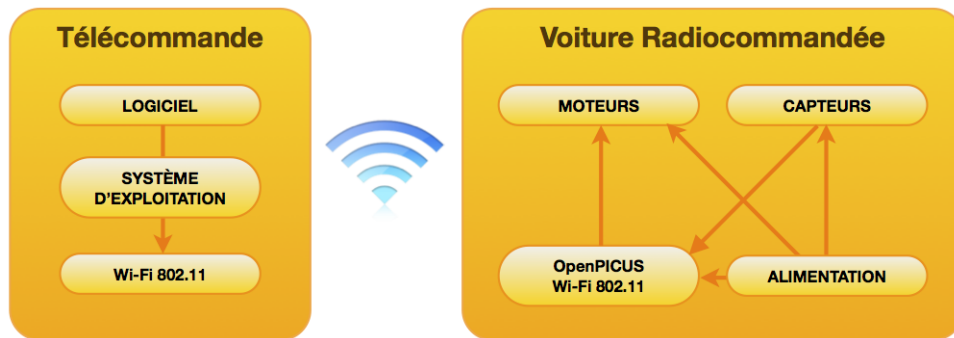 Télécommande
LOGICIEL
SYSTÈME
D'EXPLOITATION
Wi-Fi 802.11
Voiture Radiocommandée
MOTEURS
CAPTEURS
OpenPICUS
Wi-Fi 802.11
ALIMENTATION